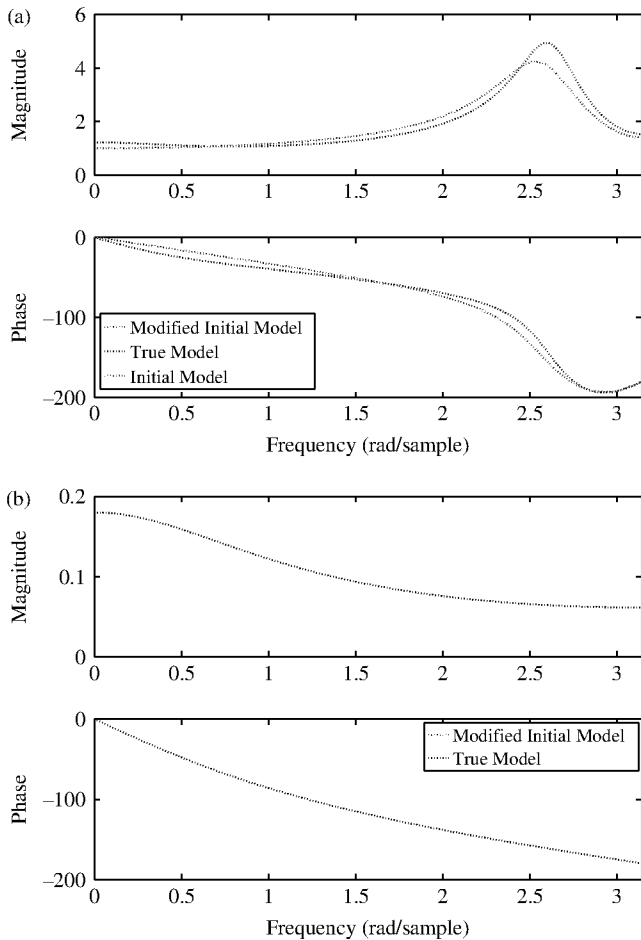 (a)
6
4
2
0
Magnitude
0 0.5 1 1.5 2 2.5 3
0
−100
−200
Phase
Modified Initial Model
True Model
Initial Model
0 0.5 1 1.5 2 2.5 3
Frequency (rad/sample)
(b)
0.2
0.1
0
Magnitude
0 0.5 1 1.5 2 2.5 3
0
−100
−200
Phase
Modified Initial Model
True Model
0 0.5 1 1.5 2 2.5 3
Frequency (rad/sample)